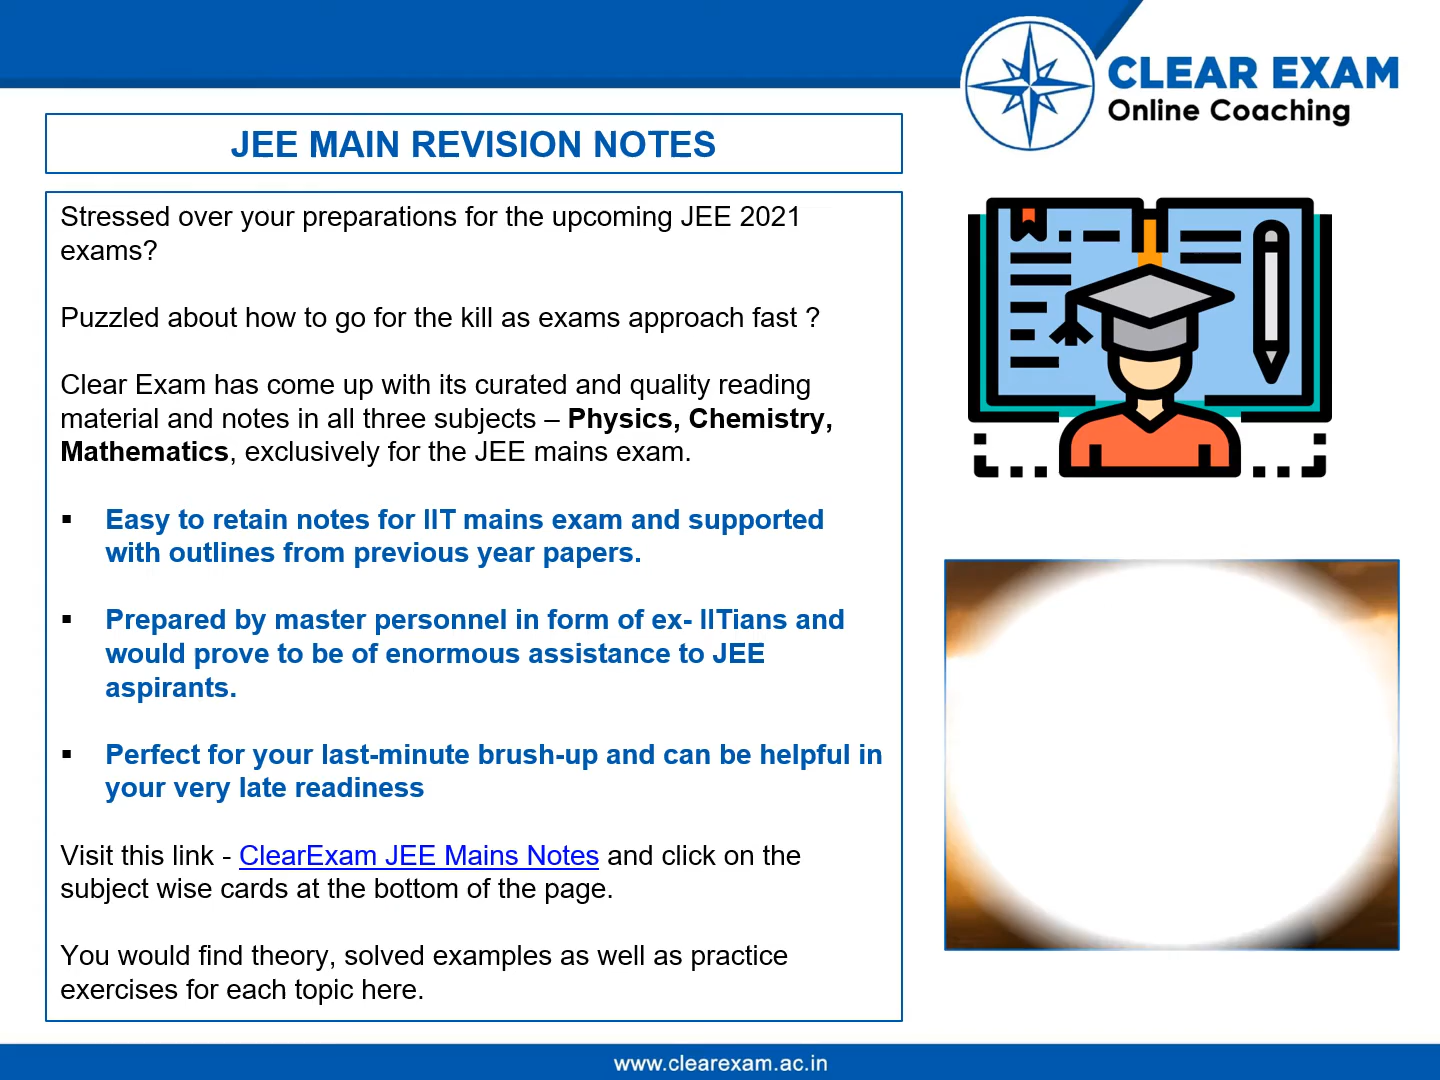 CLEAR EXAM
Online Coaching
JEE MAIN REVISION NOTES
Stressed over your preparations for the upcoming JEE 2021
exams?
Puzzled about how to go for the kill as exams approach fast ?
Clear Exam has come up with its curated and quality reading
material and notes in all three subjects – Physics, Chemistry,
Mathematics, exclusively for the JEE mains exam.
▪ Easy to retain notes for IIT mains exam and supported
with outlines from previous year papers.
▪ Prepared by master personnel in form of ex- IITians and
would prove to be of enormous assistance to JEE
aspirants.
▪ Perfect for your last-minute brush-up and can be helpful in
your very late readiness
Visit this link - ClearExam JEE Mains Notes and click on the
subject wise cards at the bottom of the page.
You would find theory, solved examples as well as practice
exercises for each topic here.
www.clearexam.ac.in